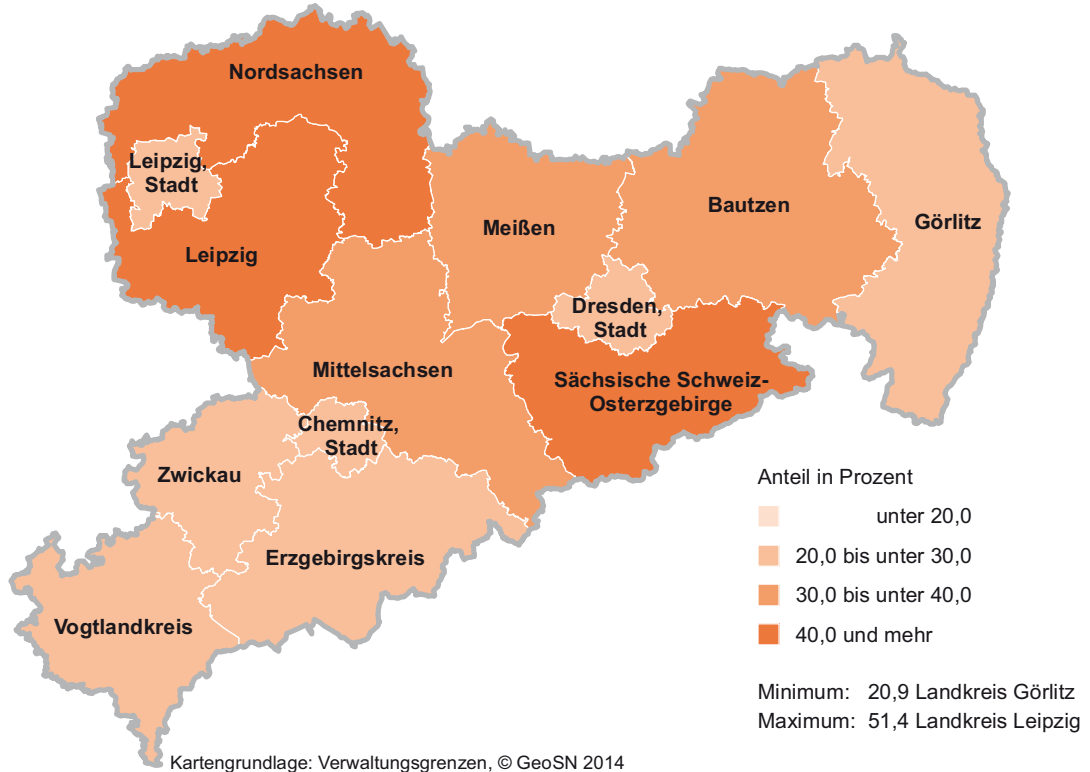 Nordsachsen
Leipzig,
Stadt
Leipzig
Meißen
Bautzen
Görlitz
Dresden,
Stadt
Mittelsachsen
Sächsische Schweiz-
Osterzgebirge
Chemnitz,
Stadt
Zwickau
Erzgebirgskreis
Vogtlandkreis
Anteil in Prozent
unter 20,0
20,0 bis unter 30,0
30,0 bis unter 40,0
40,0 und mehr
Minimum: 20,9 Landkreis Görlitz
Maximum: 51,4 Landkreis Leipzig
Kartengrundlage: Verwaltungsgrenzen, © GeoSN 2014